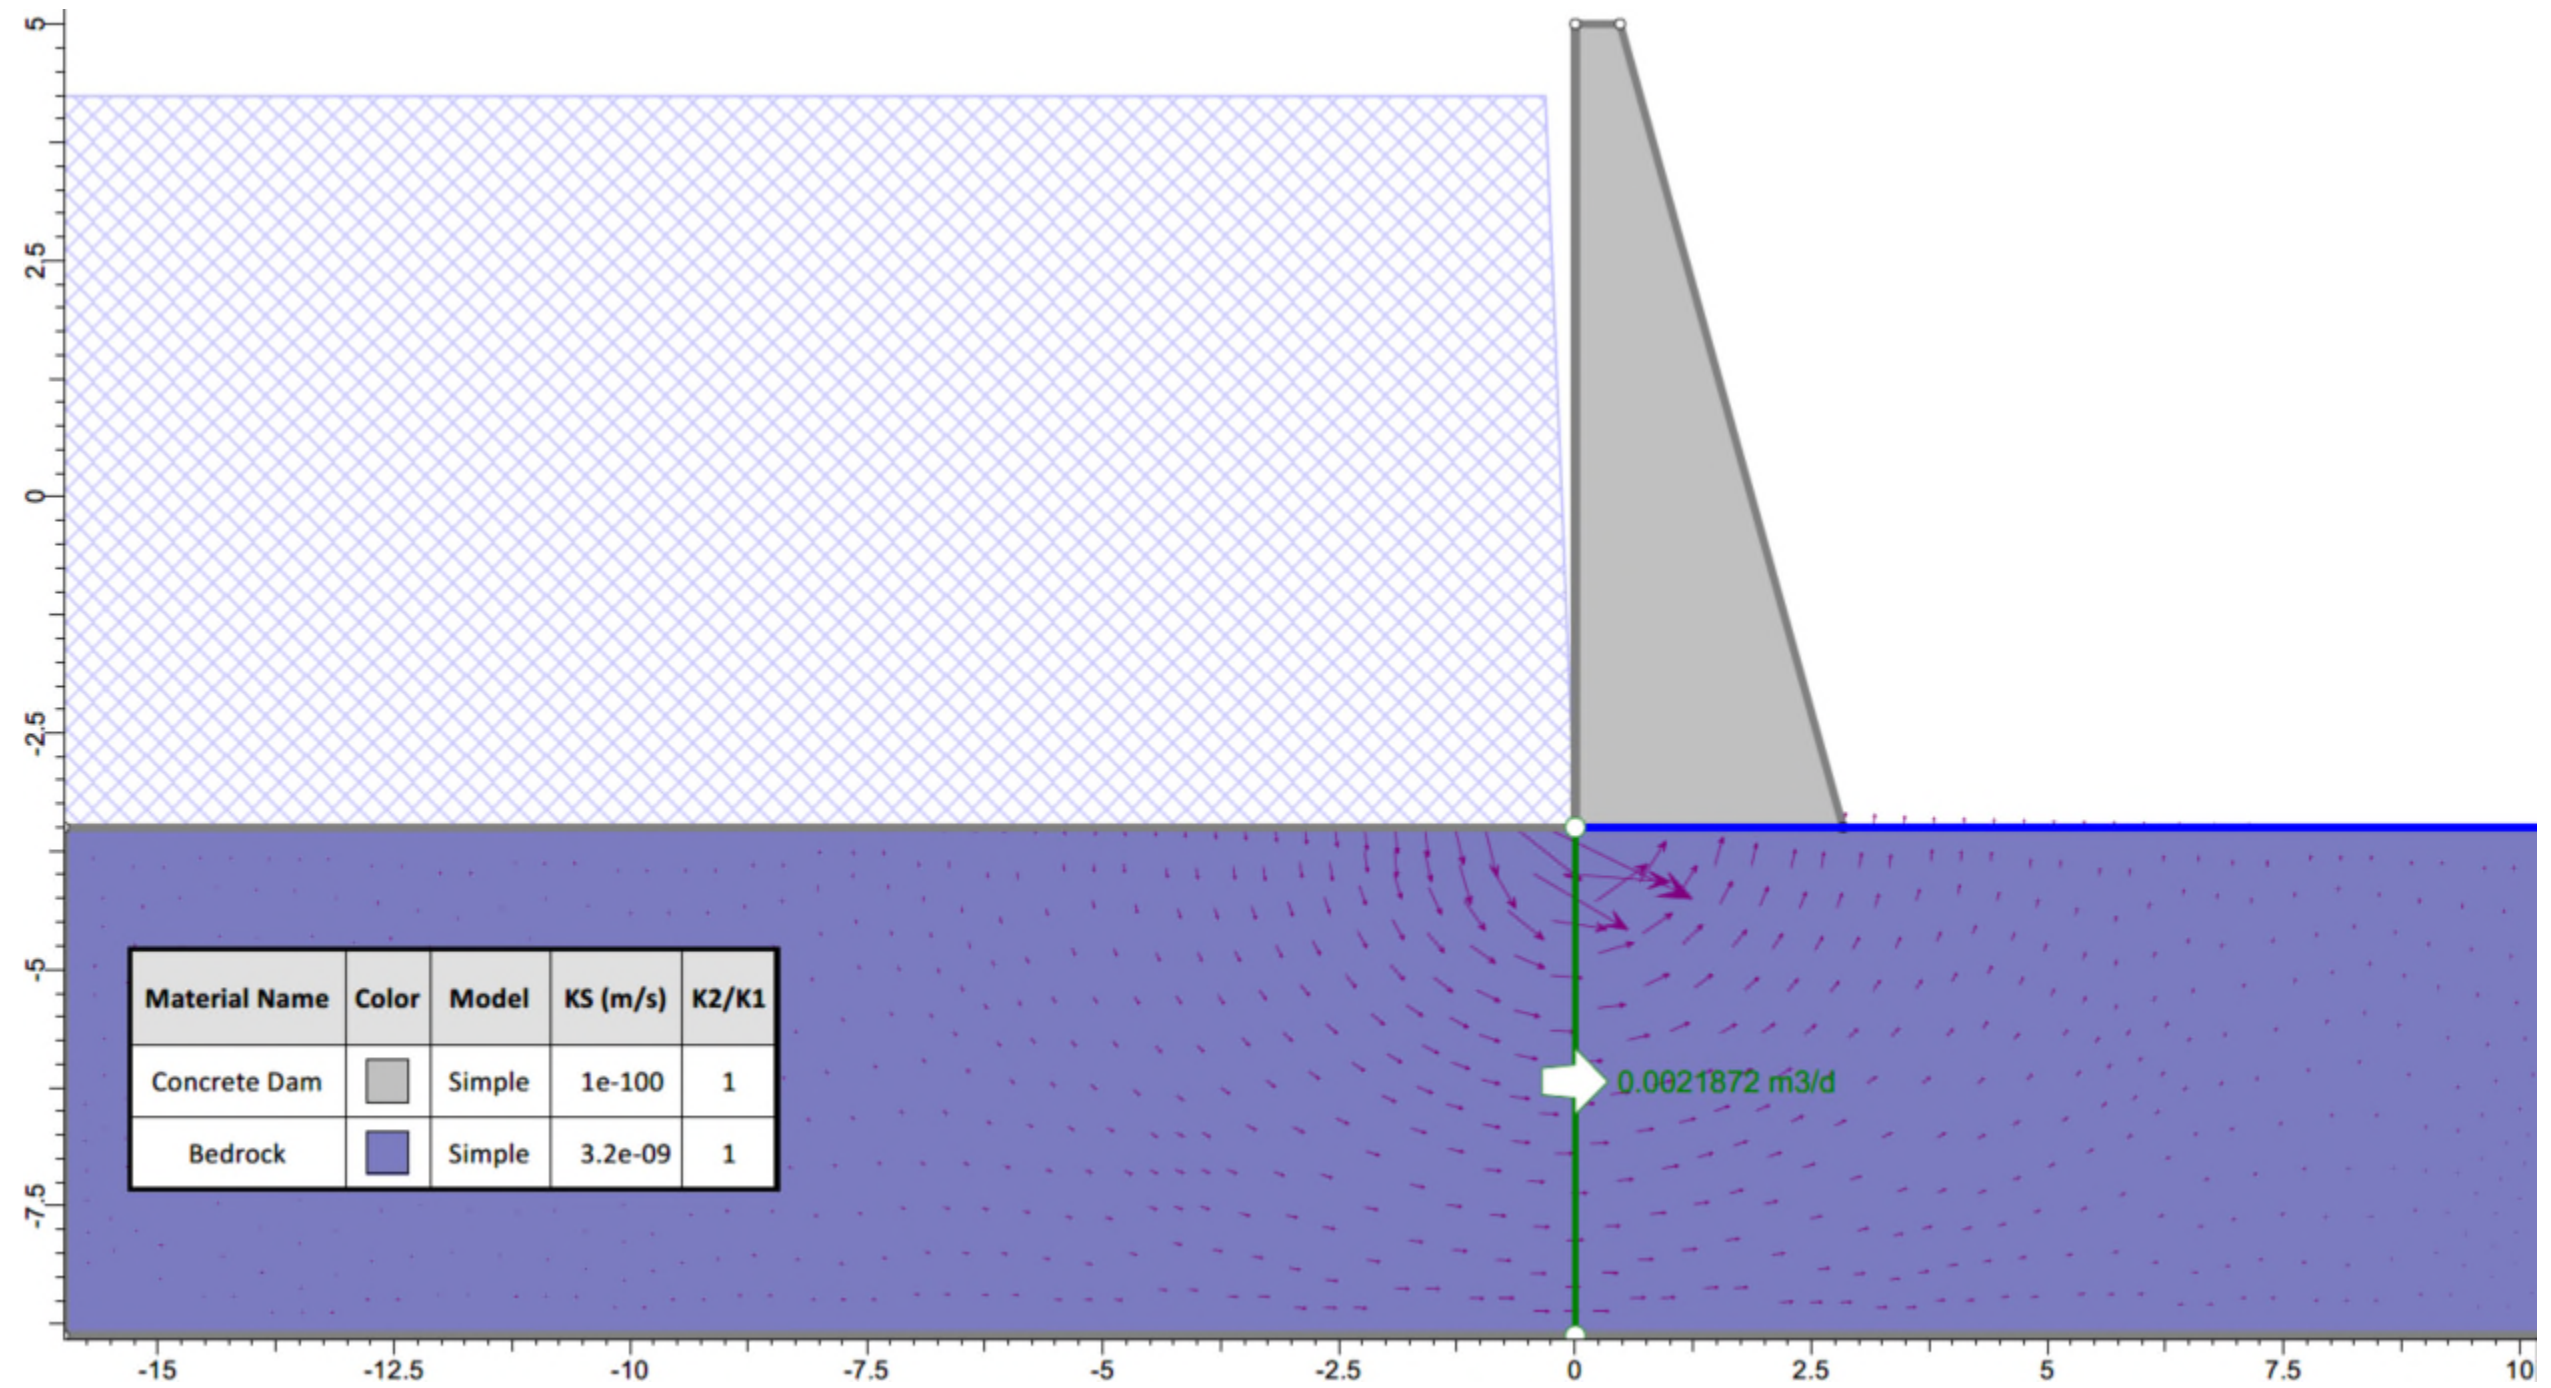 5
2.5
0
-2.5
-5
-7.5
Material Name Color Model KS (m/s) K2/K1
Concrete Dam Simple 1e-100 1
Bedrock Simple 3.2e-09 1
0.0021872 m3/d
-15 -12.5 -10 -7.5 -5 -2.5 0 2.5 5 7.5 10